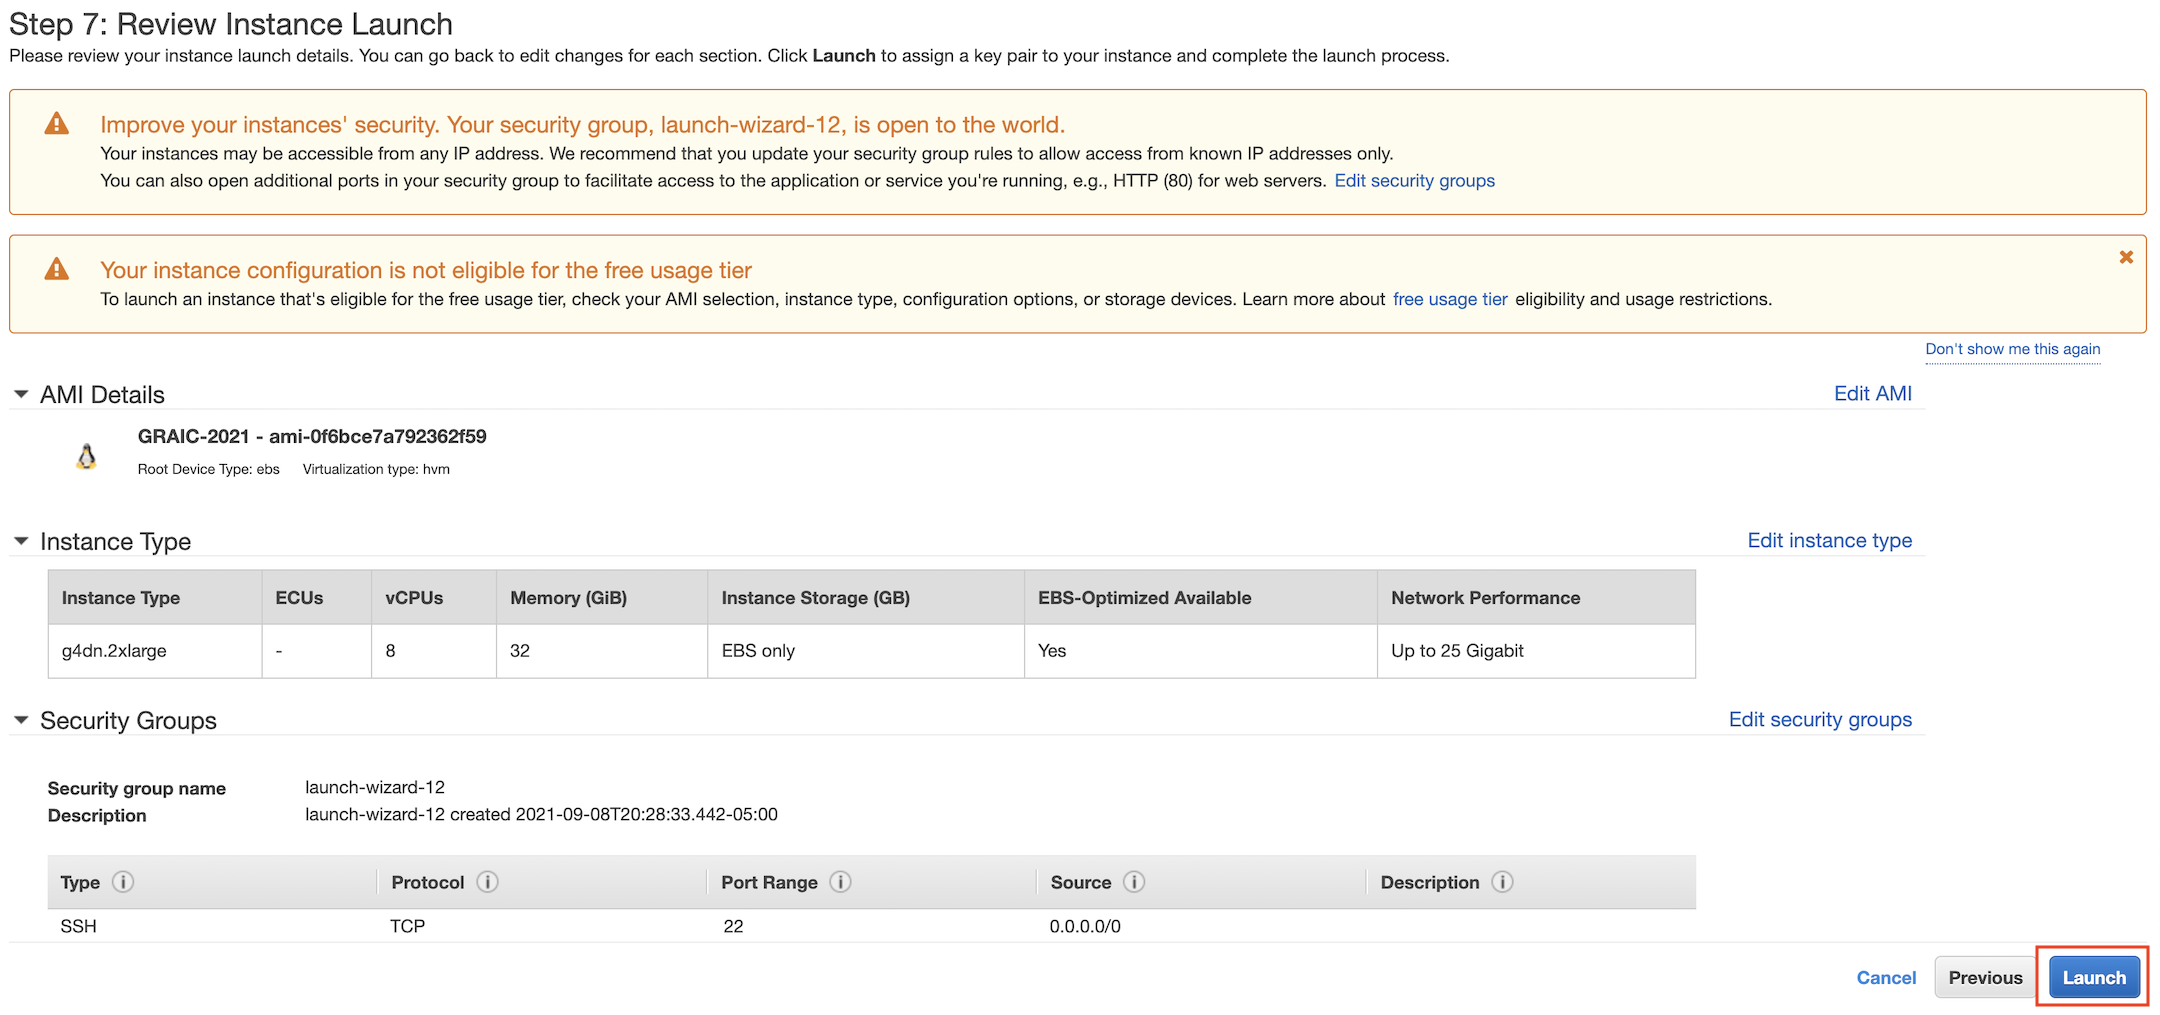 Step 7: Review Instance Launch
Please review your instance launch details. You can go back to edit changes for each section. Click Launch to assign a key pair to your instance and complete the launch process.
Improve your instances' security. Your security group, launch-wizard-12, is open to the world.
Your instances may be accessible from any IP address. We recommend that you update your security group rules to allow access from known IP addresses only.
You can also open additional ports in your security group to facilitate access to the application or service you're running, e.g., HTTP (80) for web servers. Edit security groups
Your instance configuration is not eligible for the free usage tier
To launch an instance that's eligible for the free usage tier, check your AMI selection, instance type, configuration options, or storage devices. Learn more about free usage tier eligibility and usage restrictions.
Don't show me this again
AMI Details Edit AMI
GRAIC-2021 - ami-0f6bce7a792362f59
Root Device Type: ebs Virtualization type: hvm
Instance Type Edit instance type
Instance Type ECUs vCPUs Memory (GiB) Instance Storage (GB) EBS-Optimized Available Network Performance
g4dn.2xlarge - 8 32 EBS only Yes Up to 25 Gigabit
Security Groups Edit security groups
Security group name launch-wizard-12
Description launch-wizard-12 created 2021-09-08T20:28:33.442-05:00
Type Protocol Port Range Source Description
SSH TCP 22 0.0.0.0/0
Cancel Previous Launch